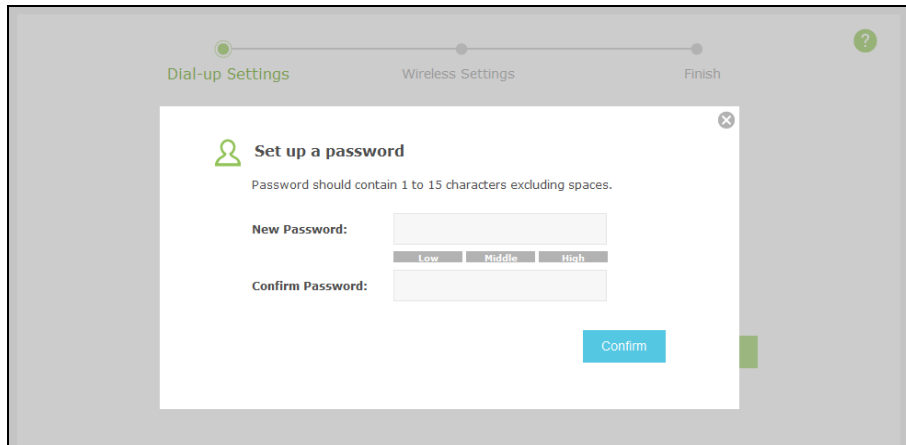 ?
Dial-up Settings Wireless Settings Finish
Set up a password
Password should contain 1 to 15 characters excluding spaces.
New Password:
Low Middle High
Confirm Password:
Confirm